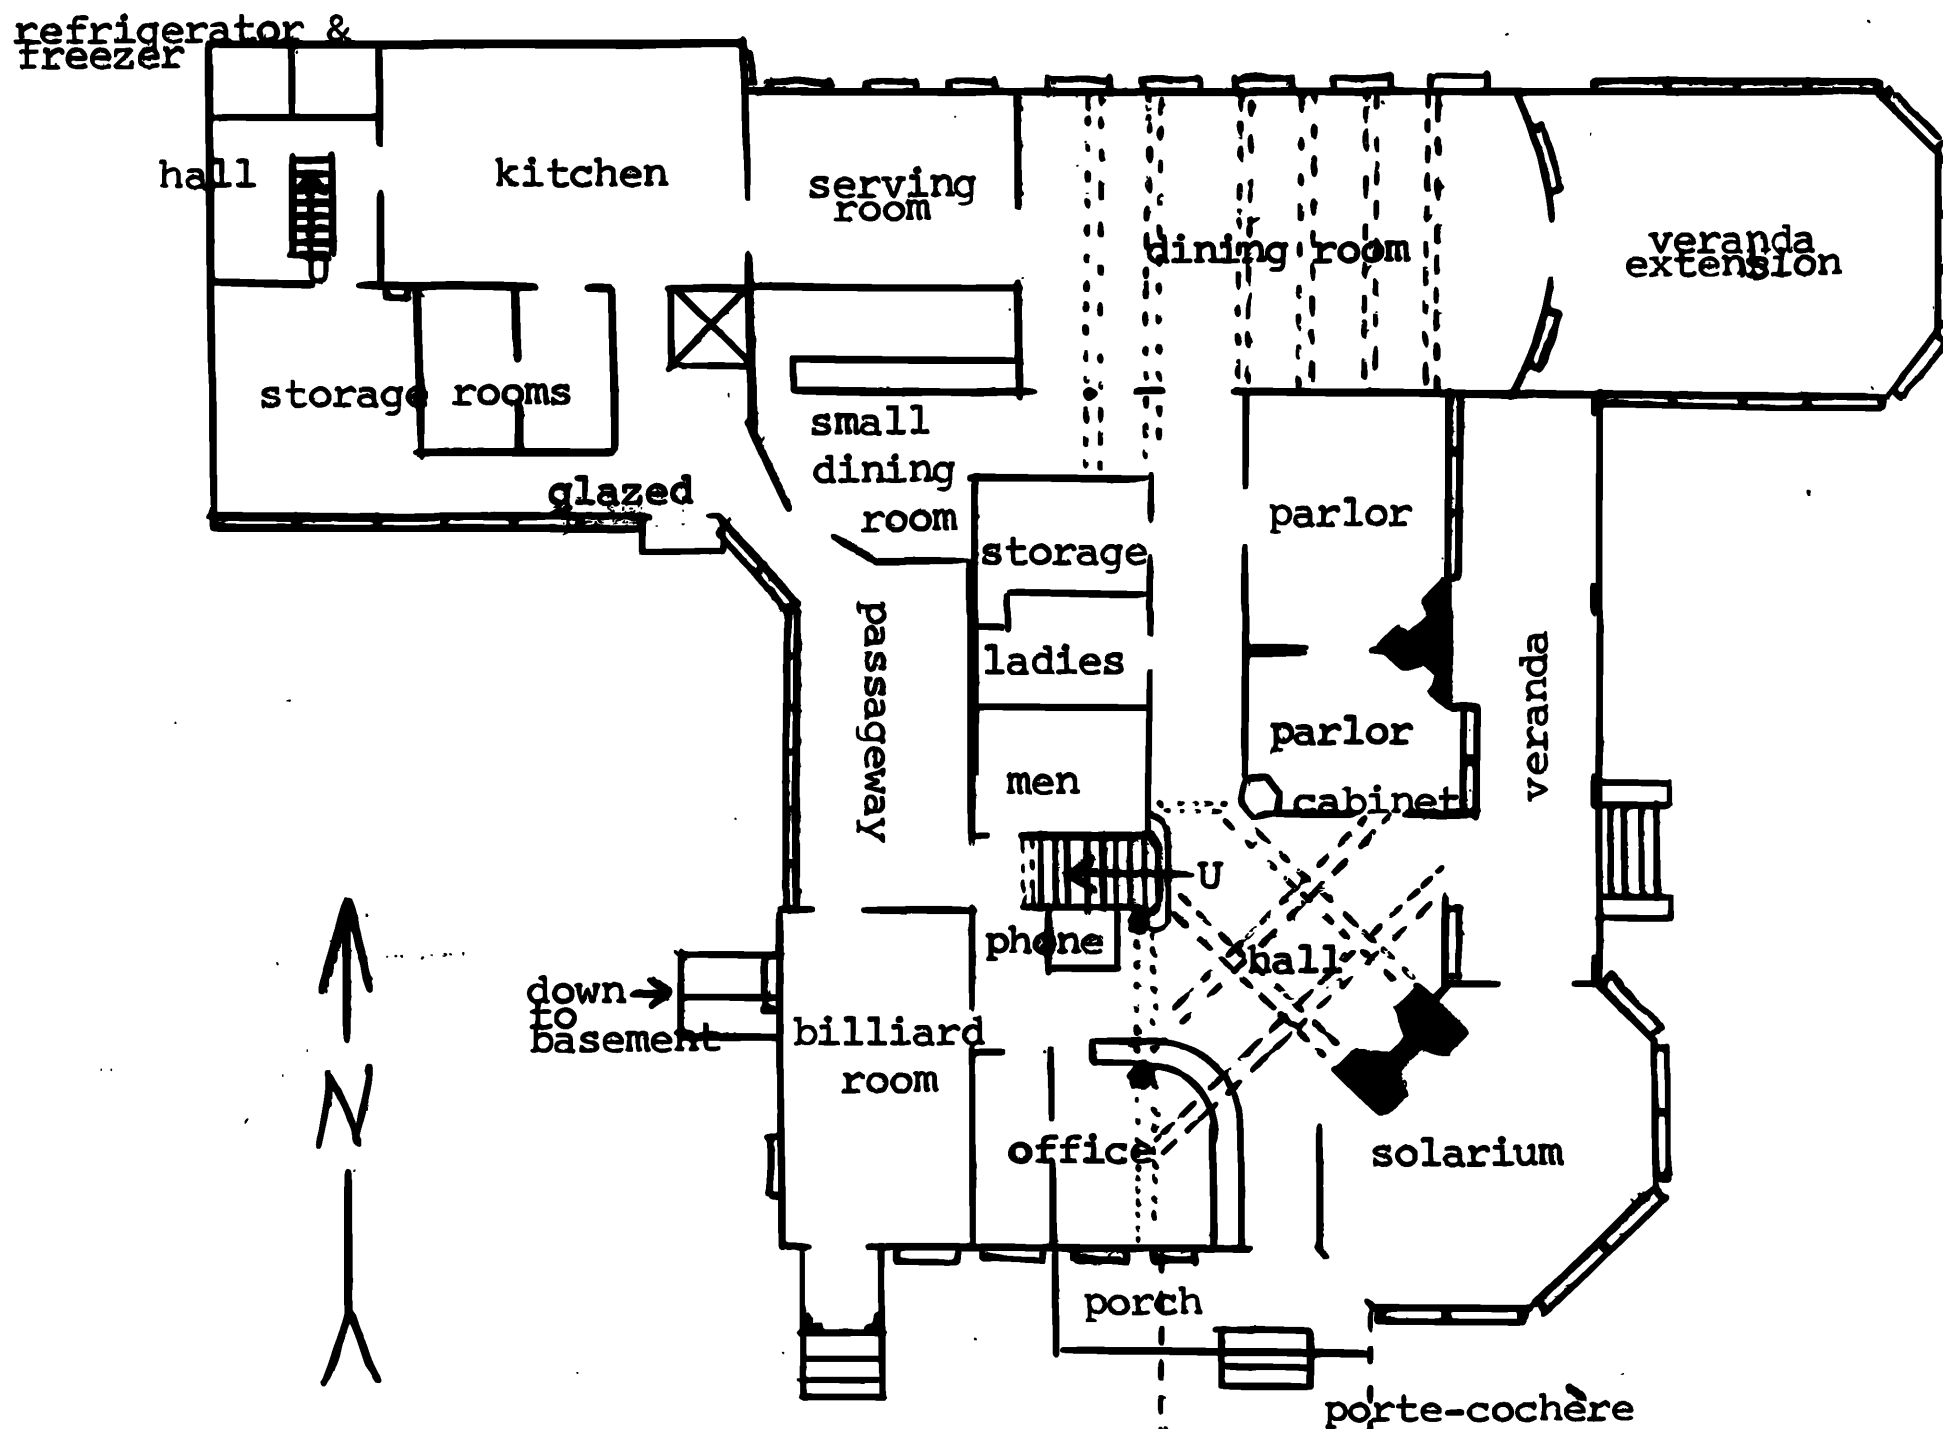 refrigerator &
freezer
hall
kitchen
serving
room
dining room
veranda
extension
storage rooms
small
dining
room
glazed
storage
parlor
passageway
ladies
veranda
parlor
men
cabinet
U
phone
hall
down
to
basement
billiard
room
N
office
solarium
porch
porte-cochère